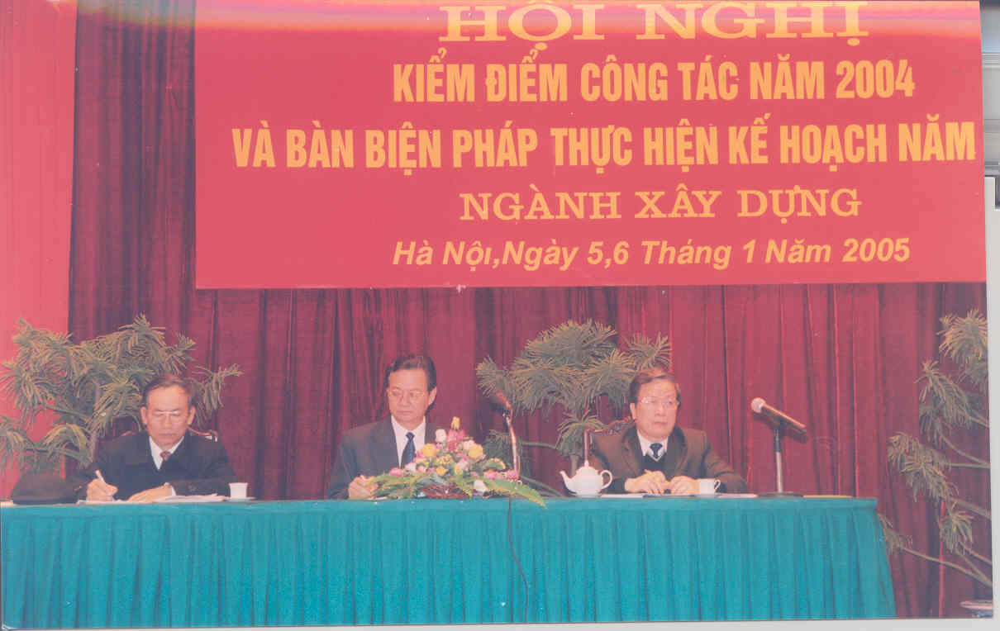 HỘI NGHỊ
KIỂM ĐIỂM CÔNG TÁC NĂM 2004
VÀ BÀN BIỆN PHÁP THỰC HIỆN KẾ HOẠCH NĂM
NGÀNH XÂY DỰNG
Hà Nội,Ngày 5,6 Tháng 1 Năm 2005